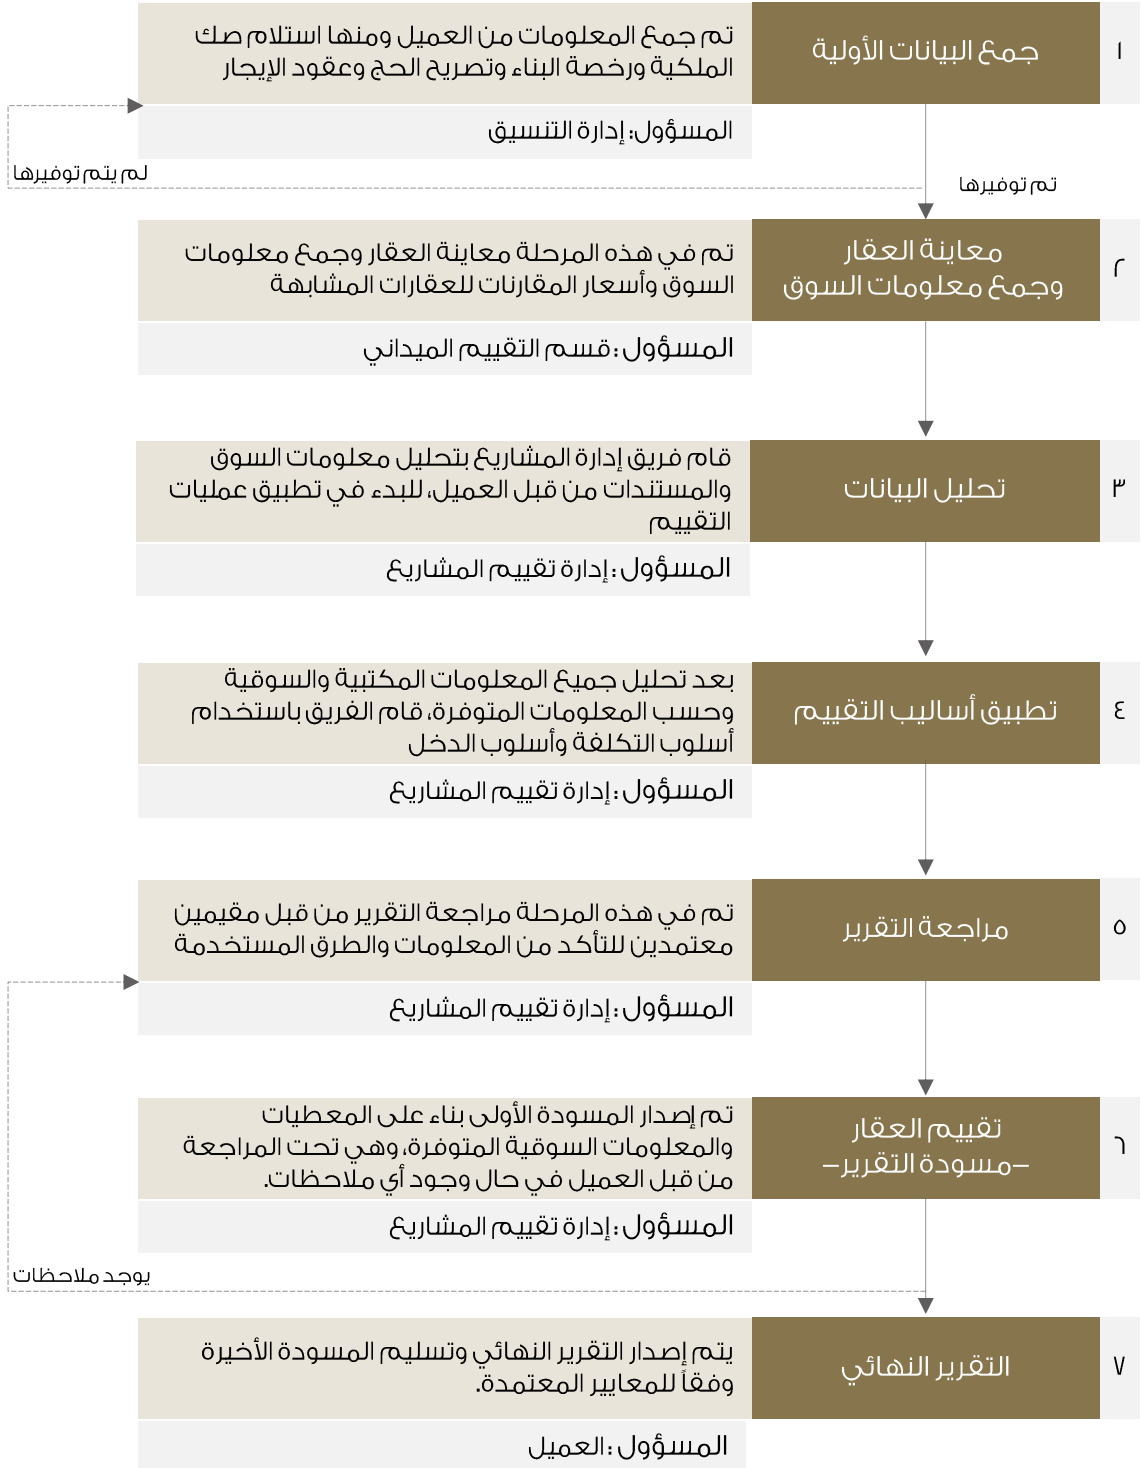 ١
جمع البيانات الأولية
تم جمع المعلومات من العميل ومنها استلام صك
الملكية ورخصة البناء وتصريح الحج وعقود الإيجار
المسؤول: إدارة التنسيق
لم يتم توفيرها
تم توفيرها
٢
معاينة العقار
وجمع معلومات السوق
تم في هذه المرحلة معاينة العقار وجمع معلومات
السوق وأسعار المقارنات للعقارات المشابهة
المسؤول : قسم التقييم الميداني
٣
تحليل البيانات
قام فريق إدارة المشاريع بتحليل معلومات السوق
والمستندات من قبل العميل، للبدء في تطبيق عمليات
التقييم
المسؤول : إدارة تقييم المشاريع
٤
تطبيق أساليب التقييم
بعد تحليل جميع المعلومات المكتبية والسوقية
وحسب المعلومات المتوفرة، قام الفريق باستخدام
أسلوب التكلفة وأسلوب الدخل
المسؤول : إدارة تقييم المشاريع
٥
مراجعة التقرير
تم في هذه المرحلة مراجعة التقرير من قبل مقيمين
معتمدين للتأكد من المعلومات والطرق المستخدمة
المسؤول : إدارة تقييم المشاريع
٦
تقييم العقار
–مسودة التقرير–
تم إصدار المسودة الأولى بناء على المعطيات
والمعلومات السوقية المتوفرة، وهي تحت المراجعة
من قبل العميل في حال وجود أي ملاحظات.
المسؤول : إدارة تقييم المشاريع
يوجد ملاحظات
٧
التقرير النهائي
يتم إصدار التقرير النهائي وتسليم المسودة الأخيرة
وفقاً للمعايير المعتمدة.
المسؤول : العميل